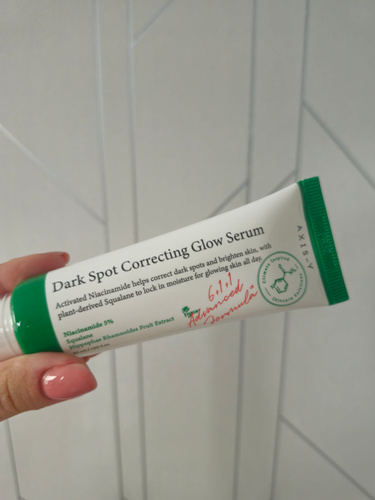 Dark Spot Correcting Glow Serum
Activated Niacinamide helps correct dark spots and brighten skin, with
plant-derived Squalane to lock in moisture for glowing skin all day.
Niacinamide 5%
Squalane
Hippophae Rhamnoides Fruit Extract
6+1+1
Advanced
Formula
AXIS-Y
Climate Inspired